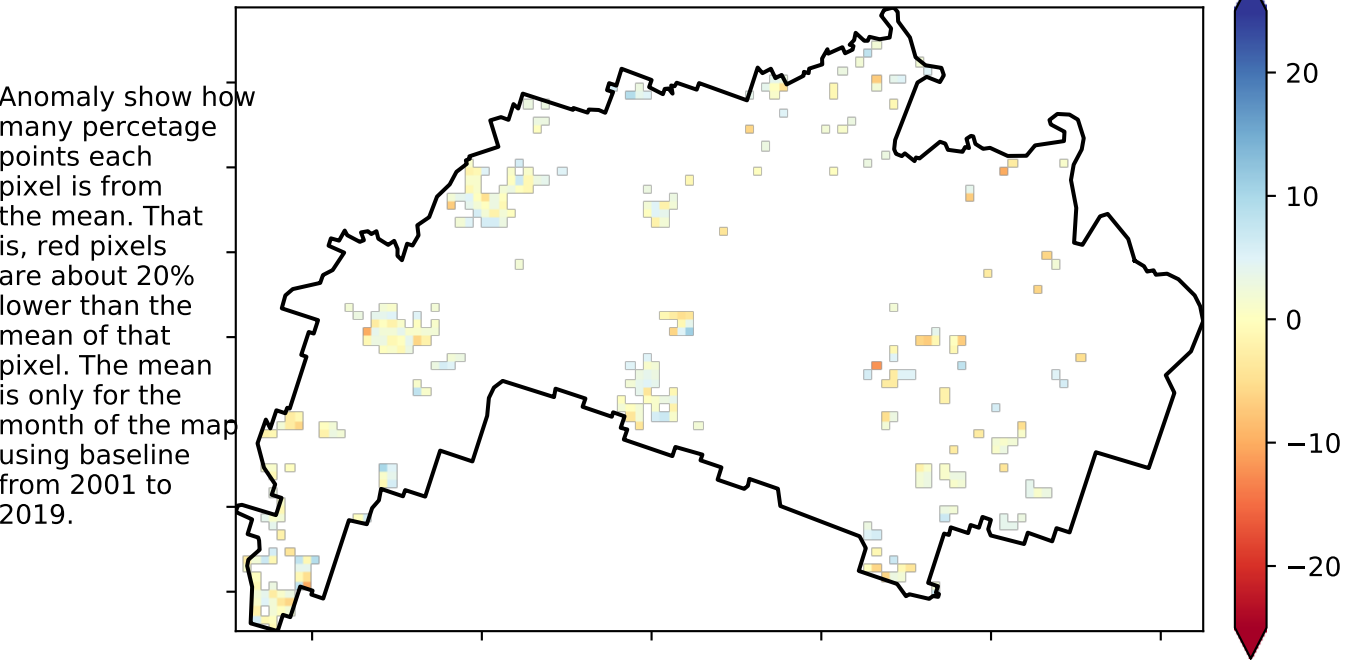 Anomaly show how
many percetage
points each
pixel is from
the mean. That
is, red pixels
are about 20%
lower than the
mean of that
pixel. The mean
is only for the
month of the map
using baseline
from 2001 to
2019.
20
10
0
−10
−20